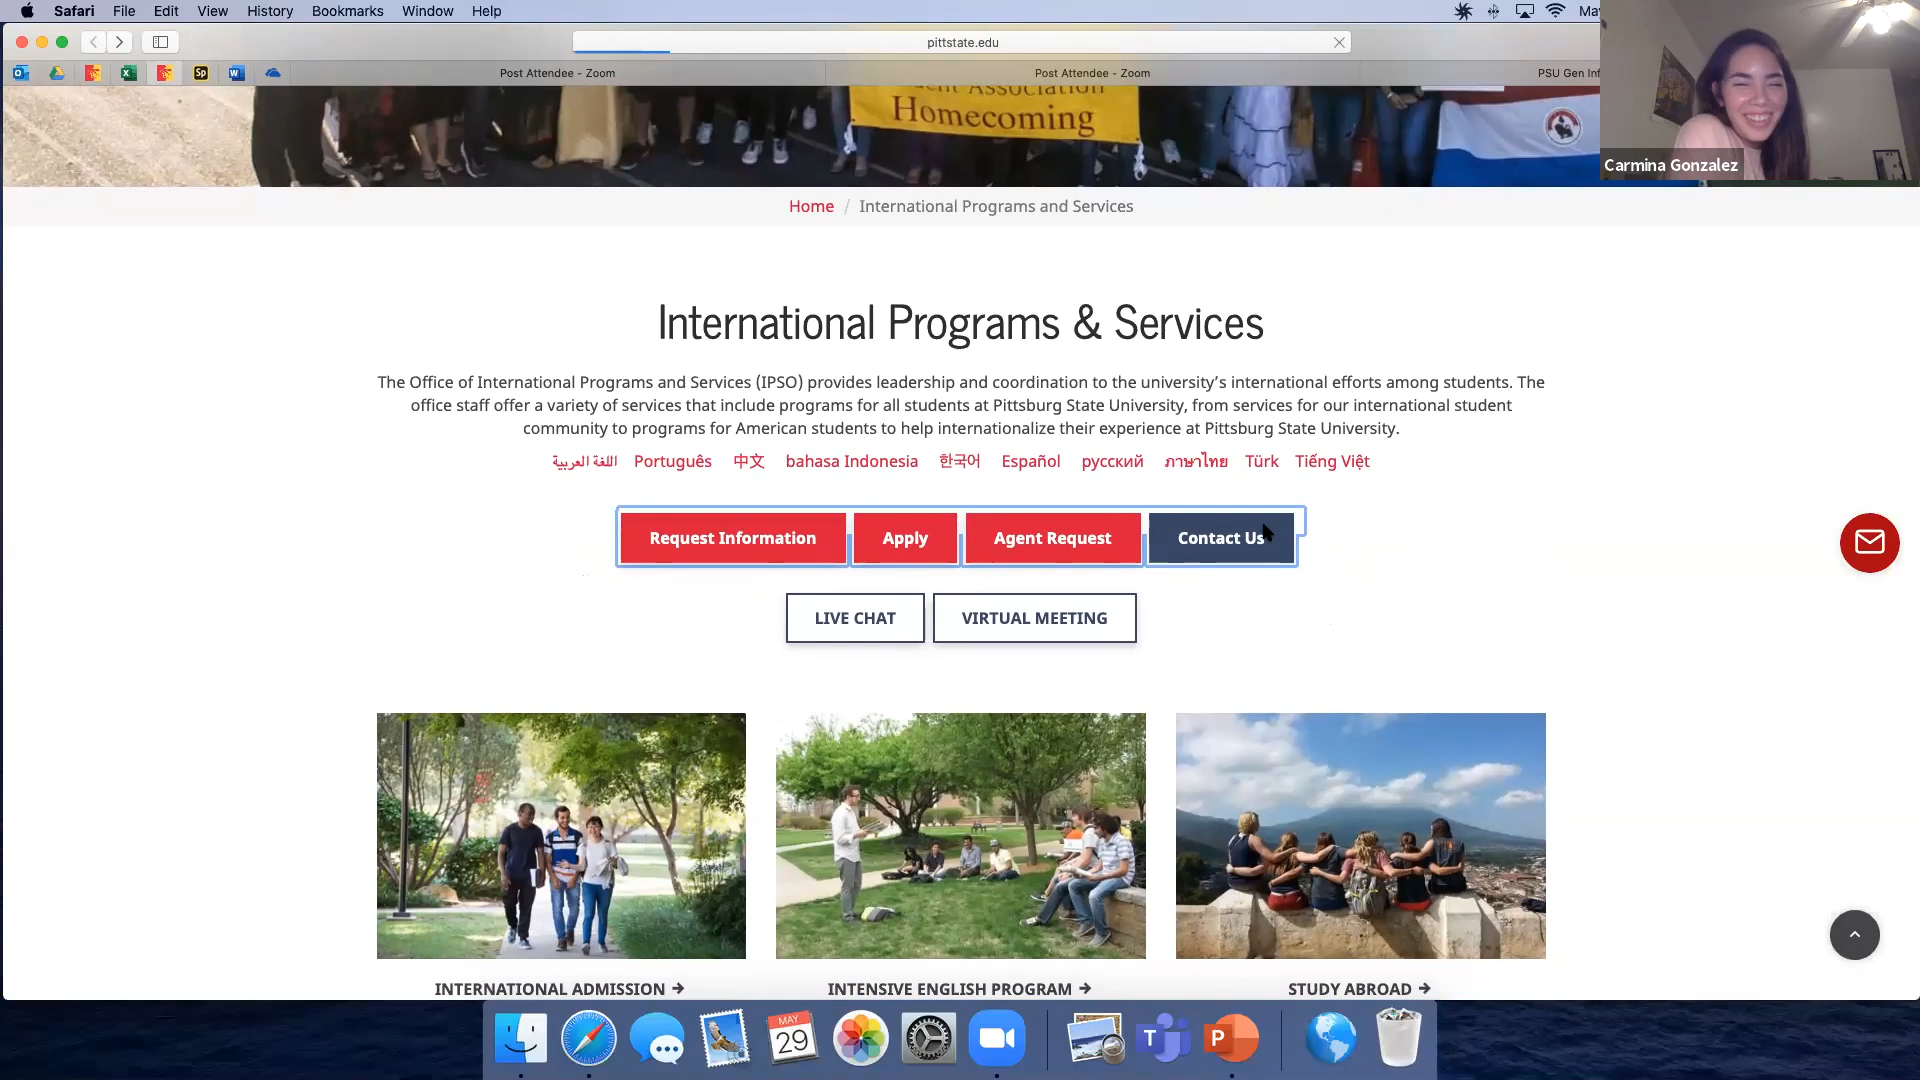 Safari File Edit View History Bookmarks Window Help
pittstate.edu
Post Attendee - Zoom
Post Attendee - Zoom
PSU Gen
Carmina Gonzalez
Association
Homecoming
Home / International Programs and Services
International Programs & Services
The Office of International Programs and Services (IPSO) provides leadership and coordination to the university's international efforts among students. The
office staff offer a variety of services that include programs for all students at Pittsburg State University, from services for our international student
community to programs for American students to help internationalize their experience at Pittsburg State University.
اللغة العربية Português 中文 bahasa Indonesia 한국어 Español русский ภาษาไทย Türk Tiếng Việt
Request Information Apply Agent Request Contact Us
LIVE CHAT VIRTUAL MEETING
INTERNATIONAL ADMISSION → INTENSIVE ENGLISH PROGRAM → STUDY ABROAD →
MAY
29